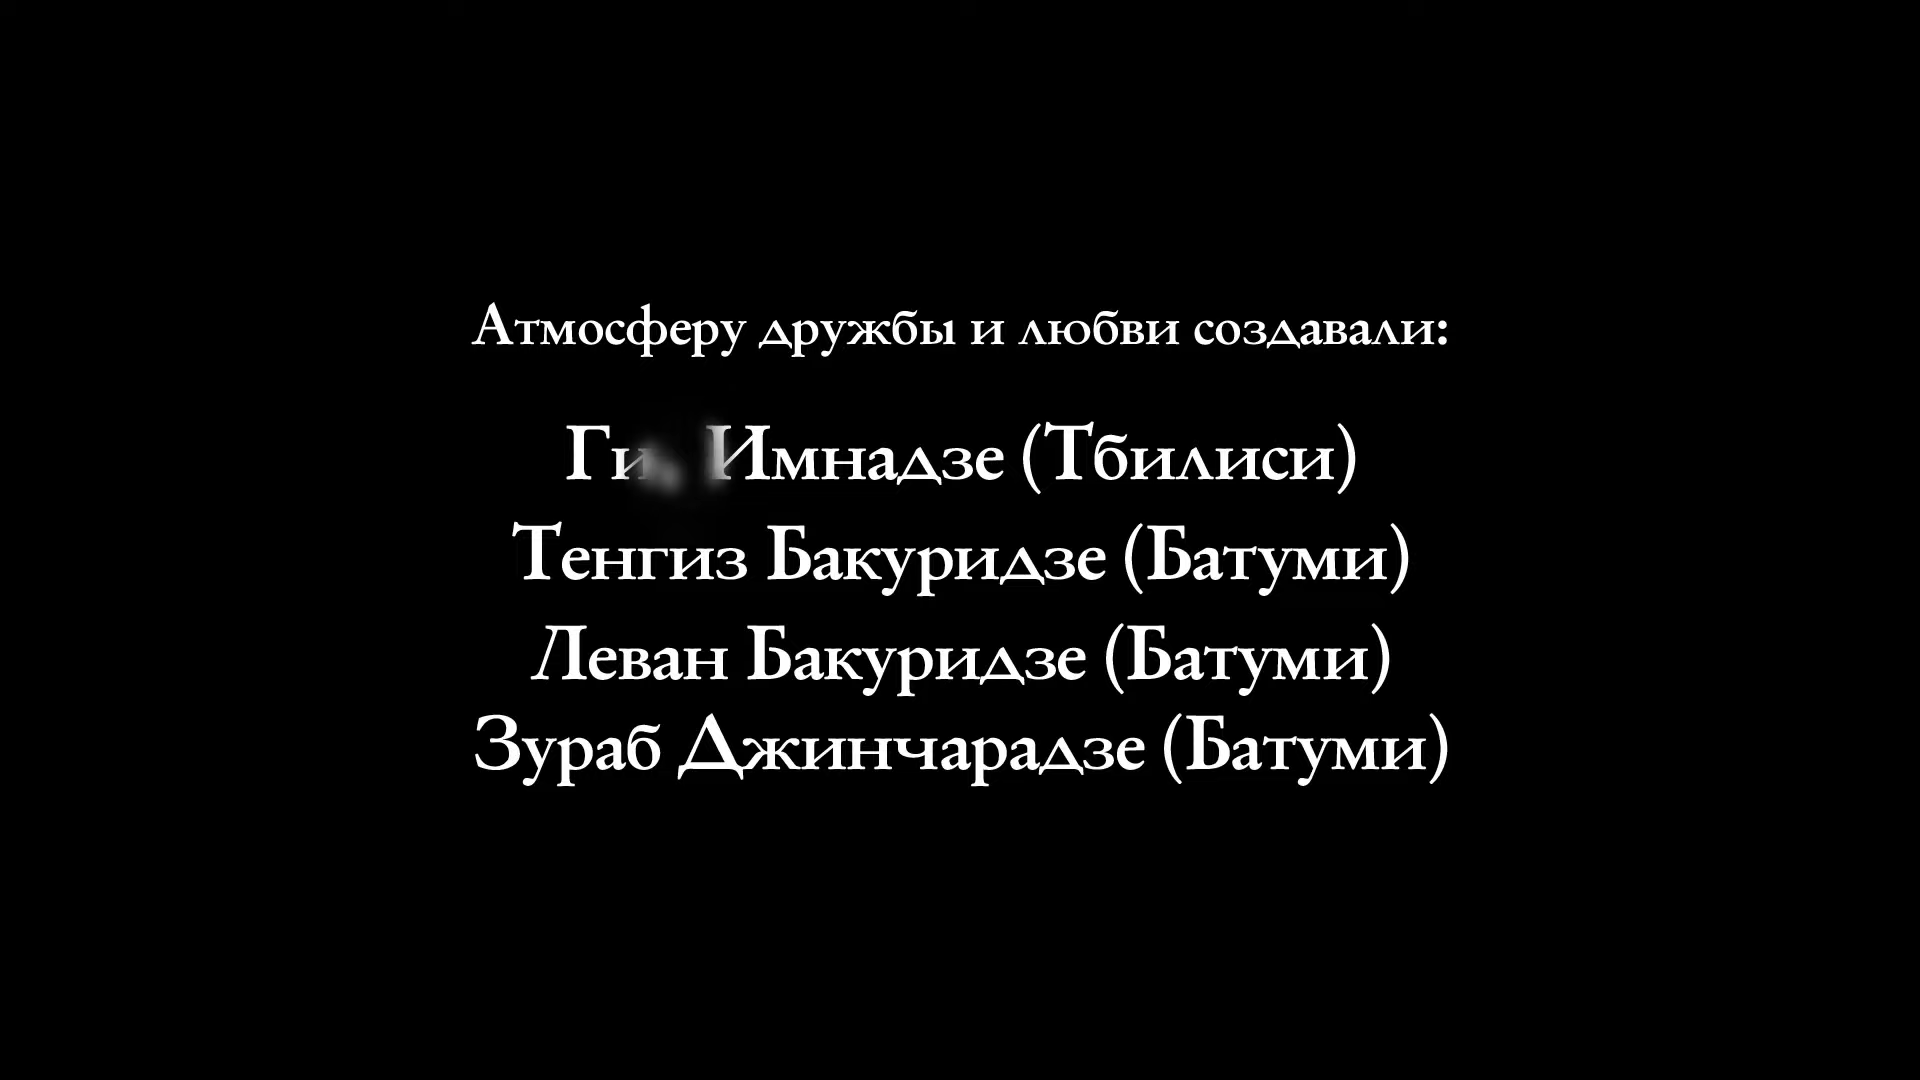 Атмосферу дружбы и любви создавали:
Имнадзе (Тбилиси)
Тенгиз Бакуридзе (Батуми)
Леван Бакуридзе (Батуми)
Зураб Джинчарадзе (Батуми)